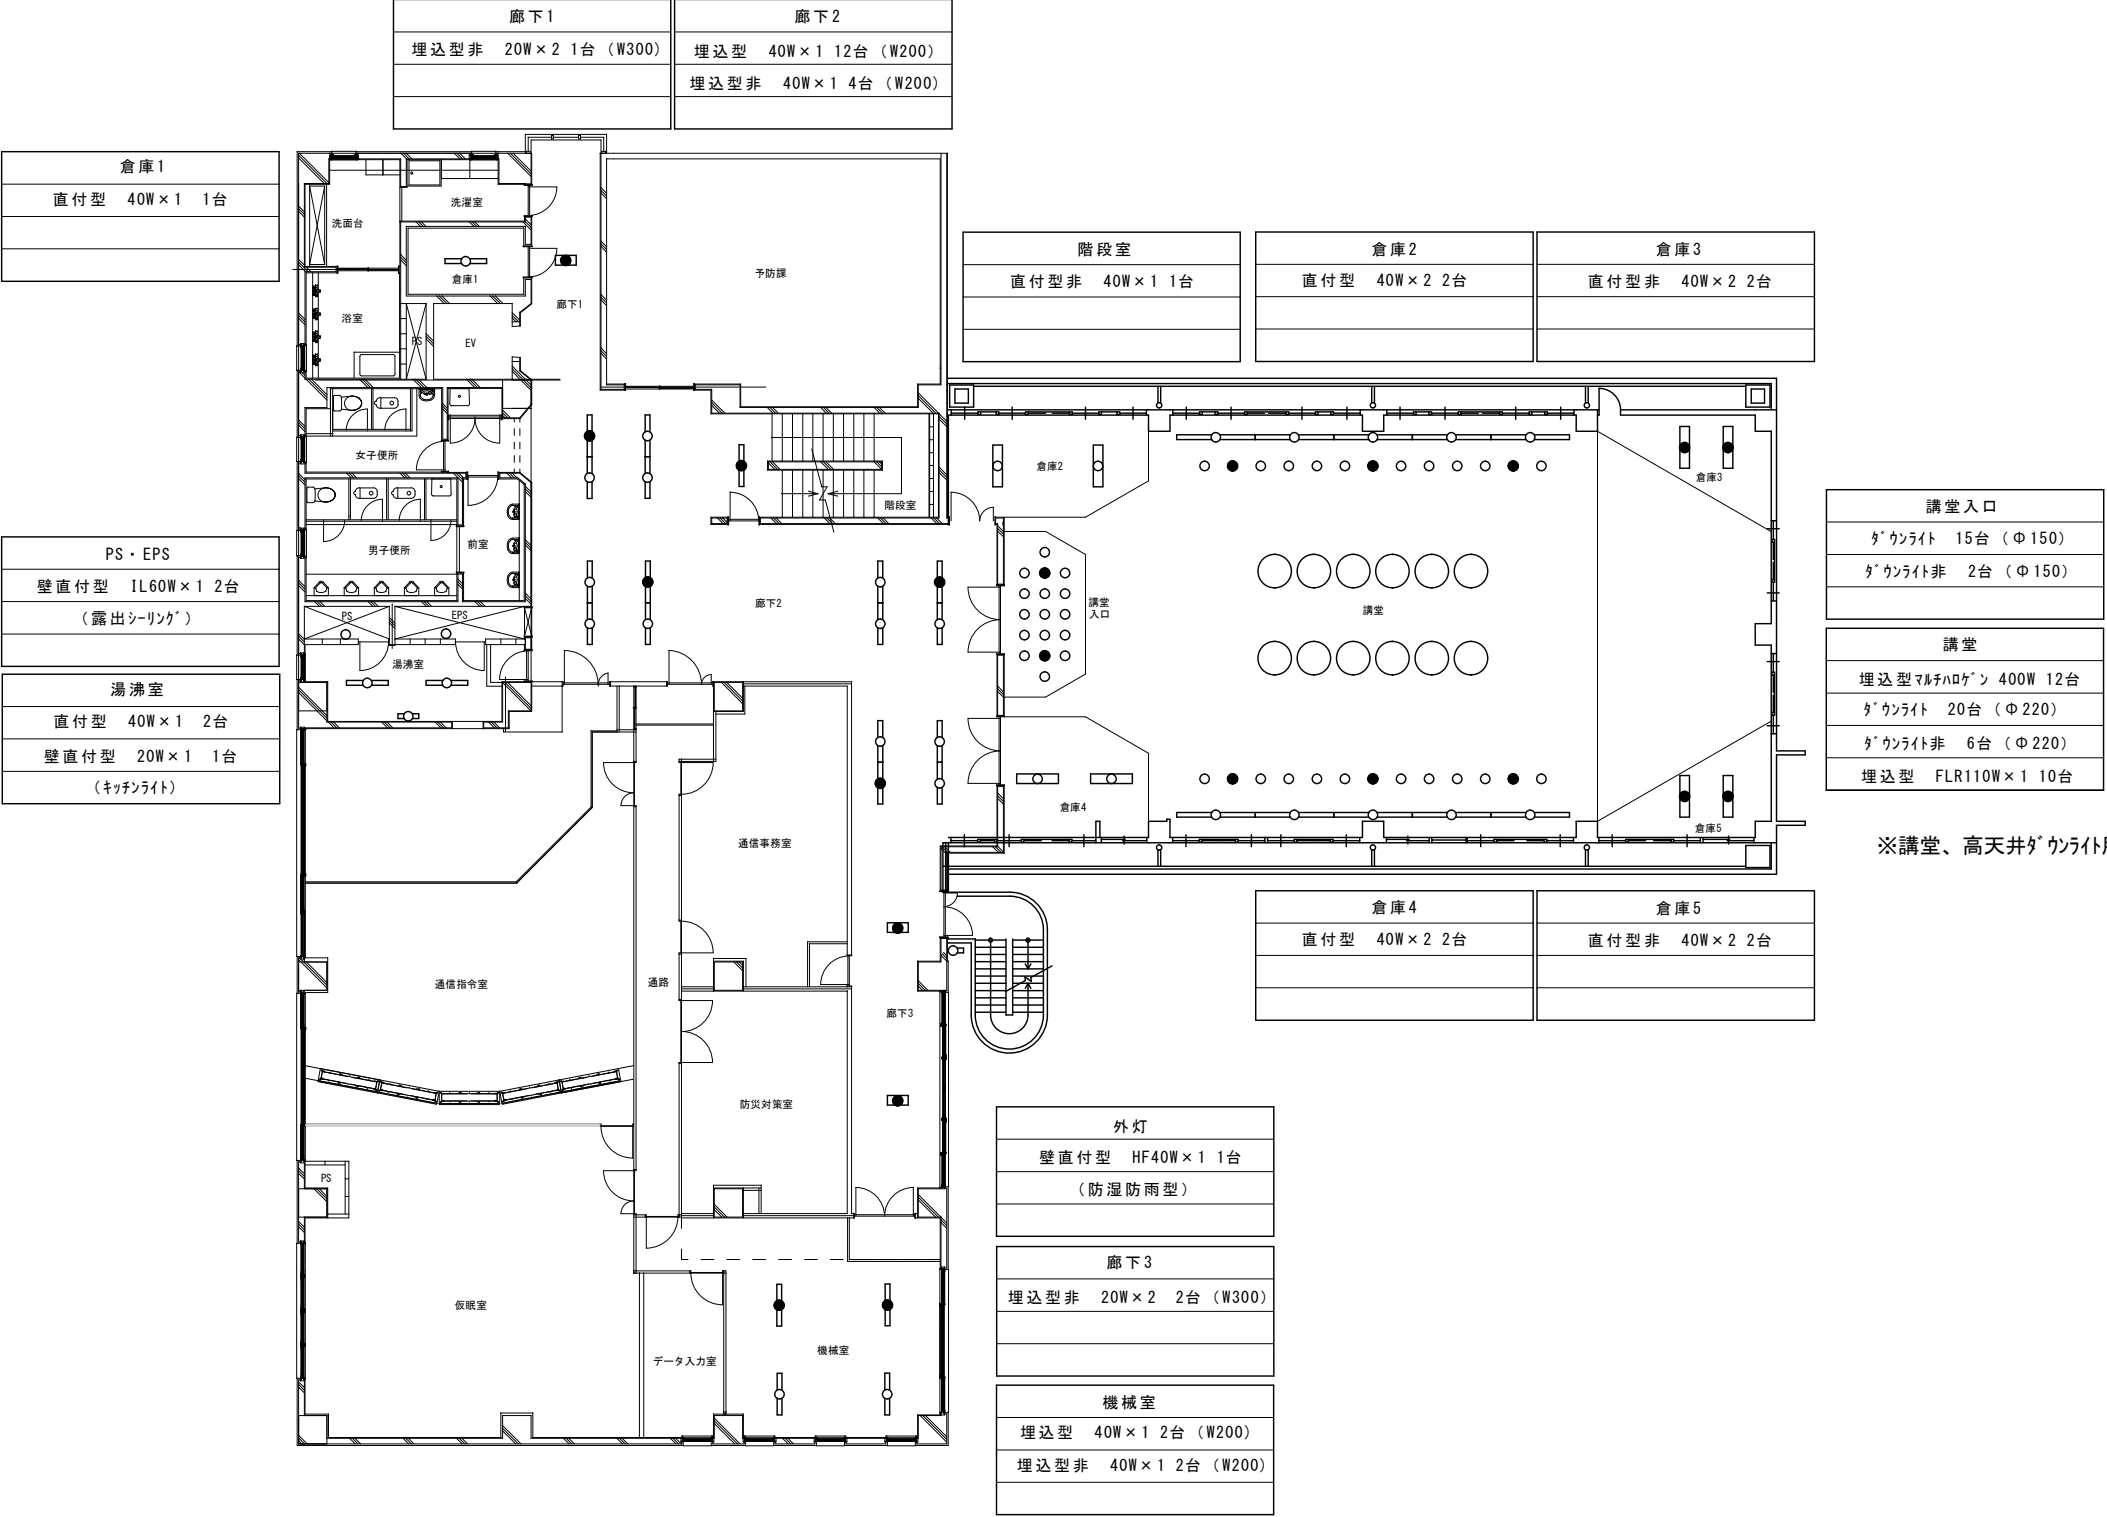 廊下1
埋込型非 20W×2 1台 (W300)
廊下2
埋込型 40W×1 12台 (W200)
埋込型非 40W×1 4台 (W200)
倉庫1
直付型 40W×1 1台
階段室
直付型非 40W×1 1台
倉庫2
直付型 40W×2 2台
倉庫3
直付型非 40W×2 2台
洗面台
洗濯室
倉庫1
浴室
PS
EV
廊下1
予防課
女子便所
階段室
倉庫2
倉庫3
男子便所
前室
PS・EPS
壁直付型 IL60W×1 2台
(露出ｼｰﾘﾝｸﾞ)
湯沸室
直付型 40W×1 2台
壁直付型 20W×1 1台
(ｷｯﾁﾝﾗｲﾄ)
PS
EPS
湯沸室
廊下2
講堂
入口
講堂
講堂入口
ﾀﾞｳﾝﾗｲﾄ 15台 (Φ150)
ﾀﾞｳﾝﾗｲﾄ非 2台 (Φ150)
講堂
埋込型ﾏﾙﾁﾊﾛｹﾞﾝ 400W 12台
ﾀﾞｳﾝﾗｲﾄ 20台 (Φ220)
ﾀﾞｳﾝﾗｲﾄ非 6台 (Φ220)
埋込型 FLR110W×1 10台
※講堂、高天井ﾀﾞｳﾝﾗｲﾄ
倉庫4
倉庫5
通信事務室
通信指令室
通路
廊下3
防災対策室
倉庫4
直付型 40W×2 2台
倉庫5
直付型非 40W×2 2台
PS
仮眠室
データ入力室
機械室
外灯
壁直付型 HF40W×1 1台
(防湿防雨型)
廊下3
埋込型非 20W×2 2台 (W300)
機械室
埋込型 40W×1 2台 (W200)
埋込型非 40W×1 2台 (W200)